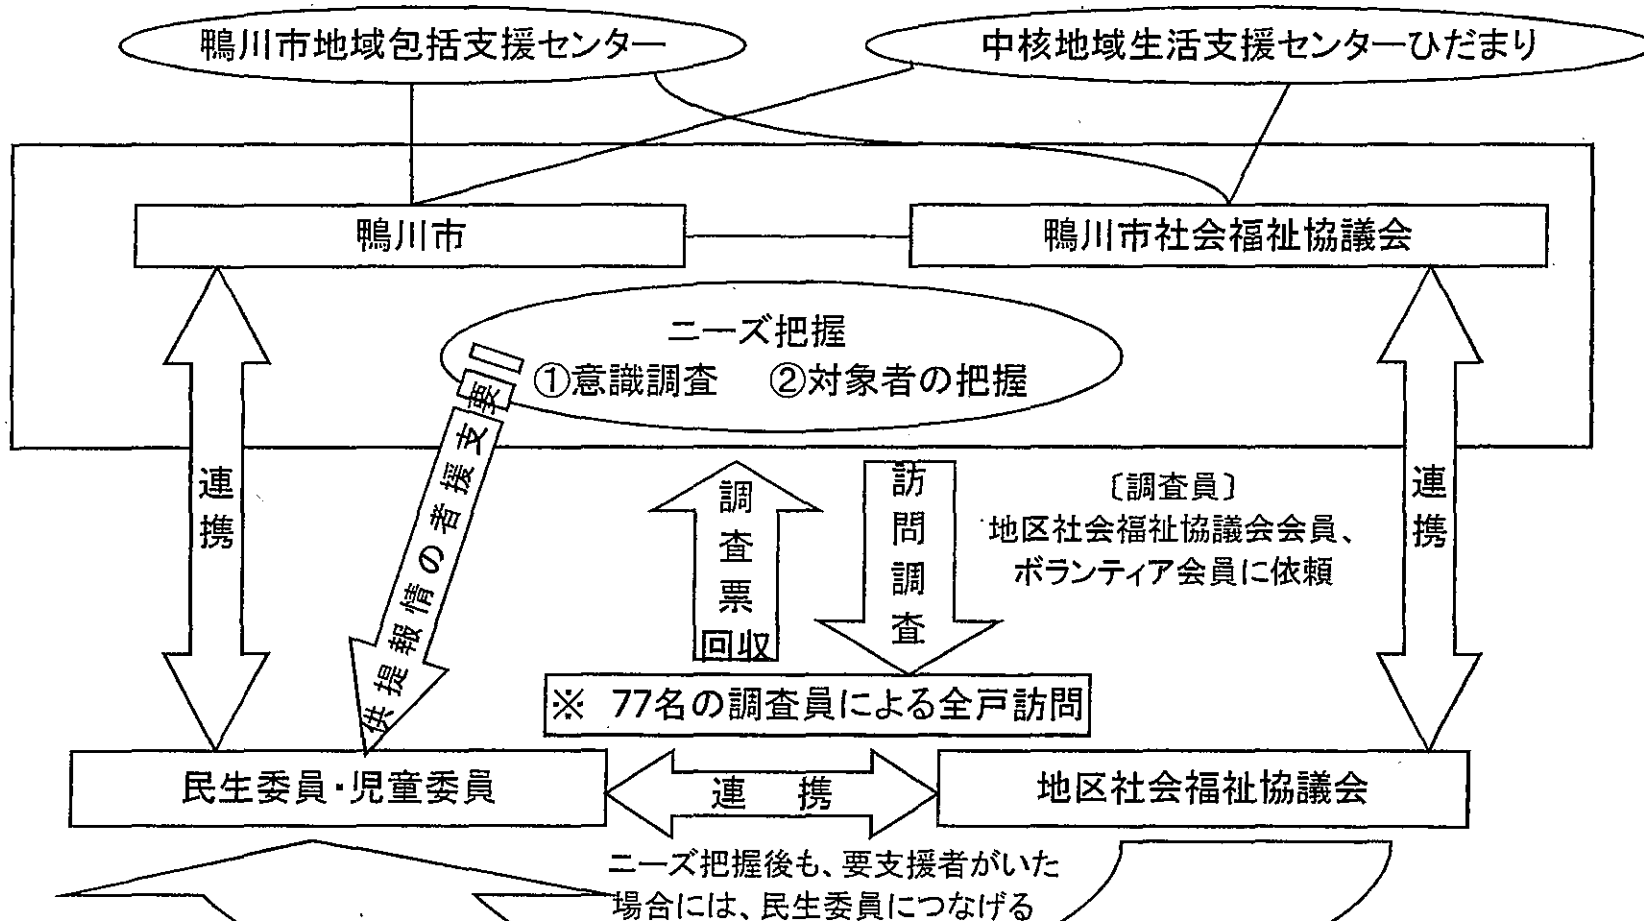 鴨川市地域包括支援センター
中核地域生活支援センターひだまり
鴨川市
鴨川市社会福祉協議会
ニーズ把握
①意識調査 ②対象者の把握
連携
要支援者の情報提供
調査票
回収
訪問調査
〔調査員〕
地区社会福祉協議会会員、
ボランティア会員に依頼
連携
※ 77名の調査員による全戸訪問
民生委員・児童委員
連 携
地区社会福祉協議会
ニーズ把握後も、要支援者がいた
場合には、民生委員につなげる